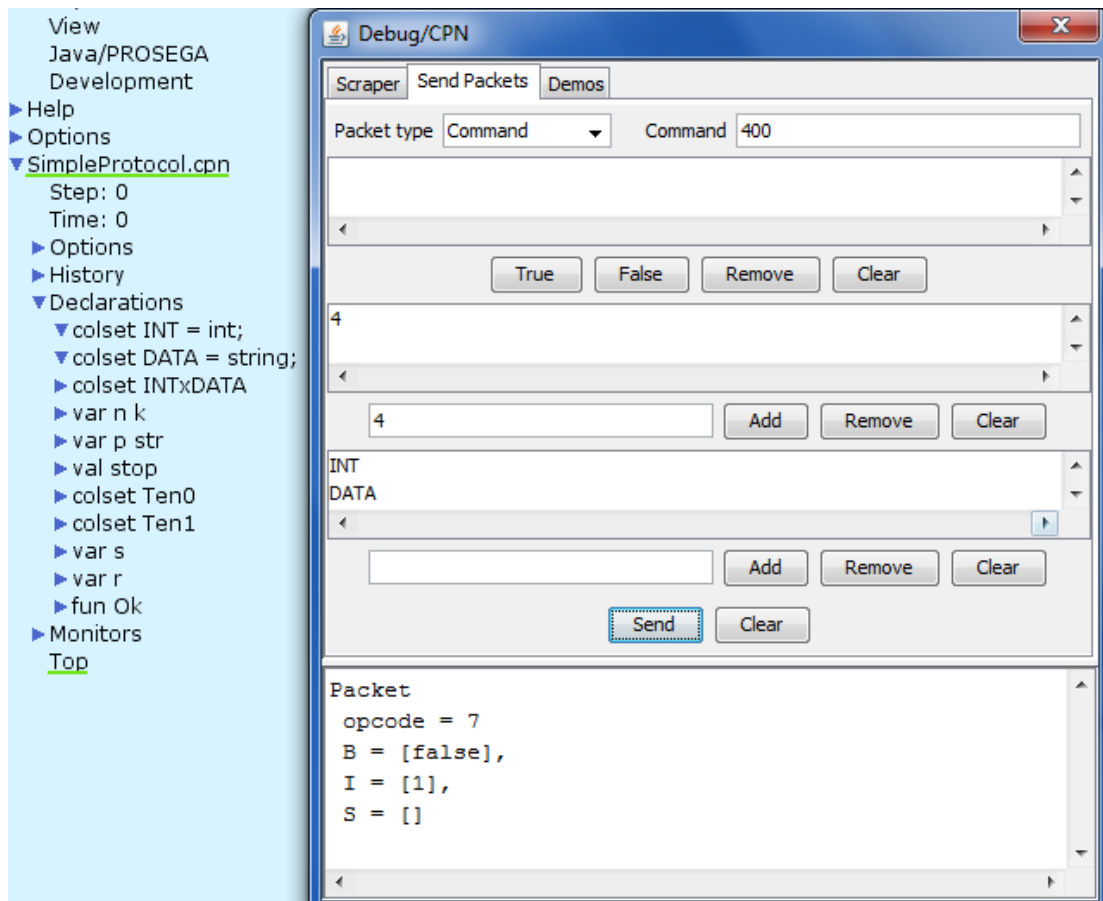 View
Java/PROSEGA
Development
Help
Options
SimpleProtocol.cpn
Step: 0
Time: 0
Options
History
Declarations
colset INT = int;
colset DATA = string;
colset INTxDATA
var n k
var p str
val stop
colset Ten0
colset Ten1
var s
var r
fun Ok
Monitors
Top
Debug/CPN
Scraper Send Packets Demos
Packet type Command Command 400
True False Remove Clear
4
4 Add Remove Clear
INT
DATA
Add Remove Clear
Send Clear
Packet
opcode = 7
B = [false],
I = [1],
S = []